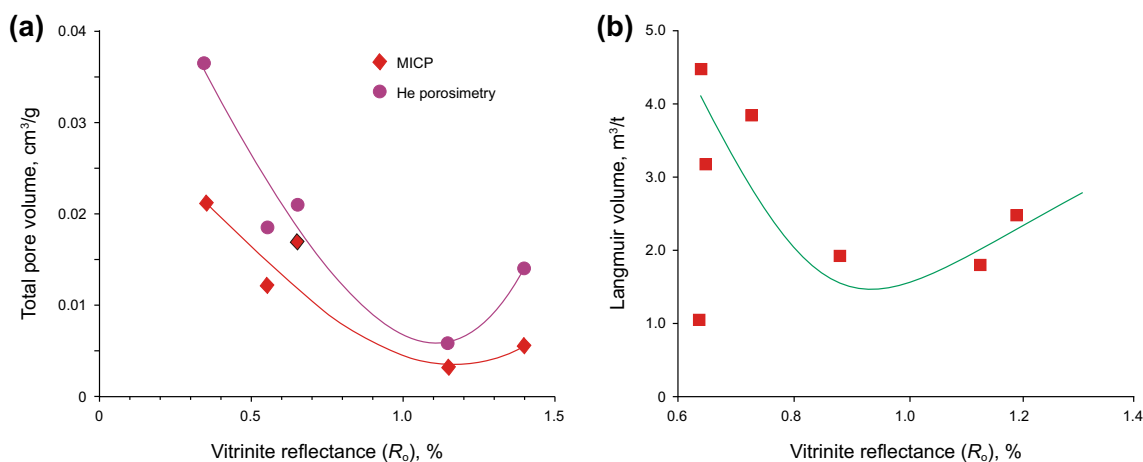 (a)
0.04
0.03
0.02
0.01
0
Total pore volume, cm³/g
MICP
He porosimetry
0
0.5
1.0
1.5
Vitrinite reflectance (Rₒ), %
(b)
5.0
4.0
3.0
2.0
1.0
0
Langmuir volume, m³/t
0.6
0.8
1.0
1.2
1.4
Vitrinite reflectance (Rₒ), %